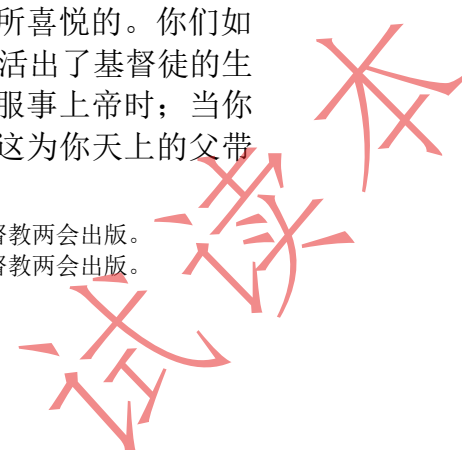 所喜悦的。你们如
活出了基督徒的生
服事上帝时；当你
这为你天上的父带
督教两会出版。
督教两会出版。
试读本